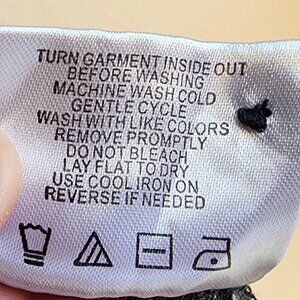 TURN GARMENT INSIDE OUT
BEFORE WASHING
MACHINE WASH COLD
GENTLE CYCLE
WASH WITH LIKE COLORS
REMOVE PROMPTLY
DO NOT BLEACH
LAY FLAT TO DRY
USE COOL IRON ON
REVERSE IF NEEDED